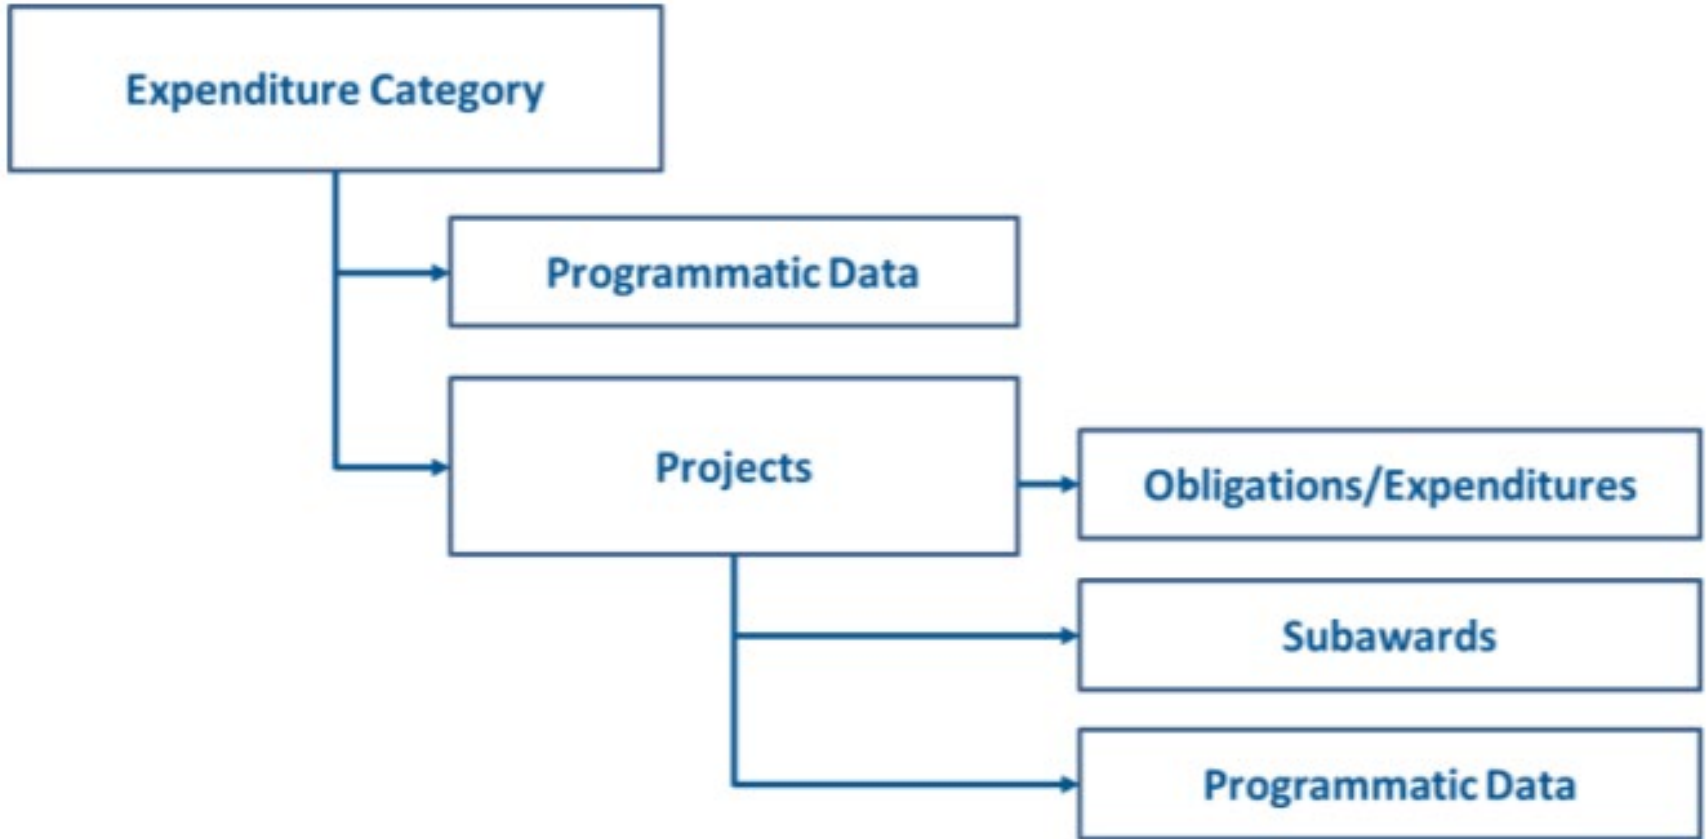 Expenditure Category
Programmatic Data
Projects
Obligations/Expenditures
Subawards
Programmatic Data